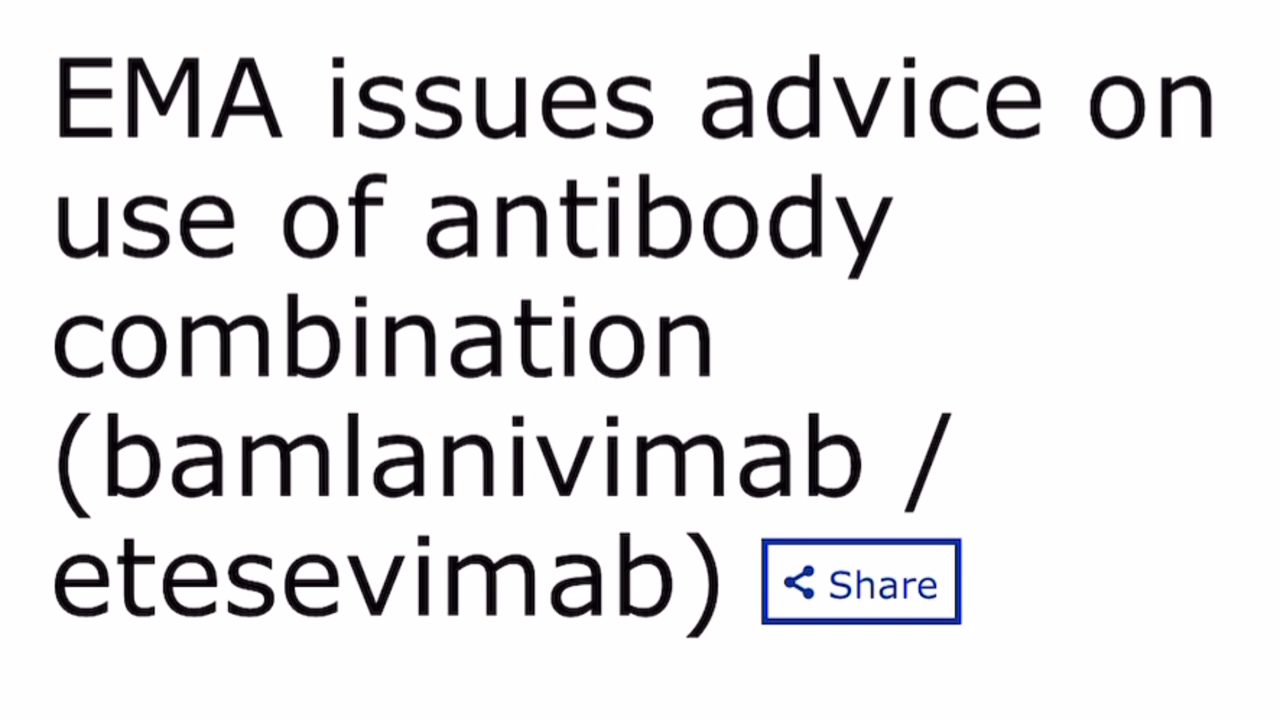 EMA issues advice on
use of antibody
combination
(bamlanivimab /
etesevimab) Share